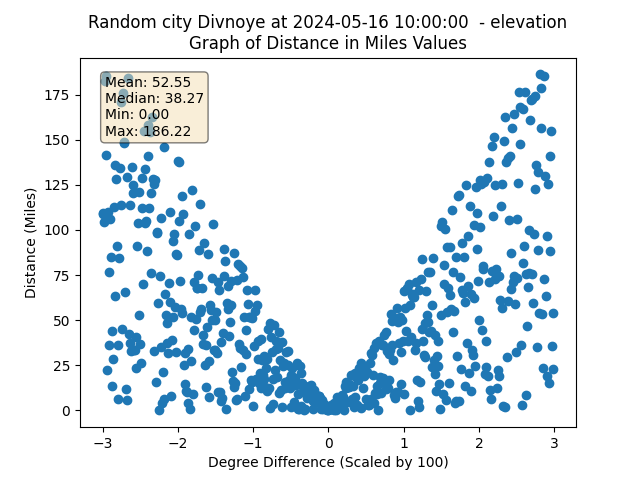 Random city Divnoye at 2024-05-16 10:00:00 - elevation
Graph of Distance in Miles Values
Mean: 52.55
Median: 38.27
Min: 0.00
Max: 186.22
175
150
125
100
75
50
25
0
Distance (Miles)
−3 −2 −1 0 1 2 3
Degree Difference (Scaled by 100)